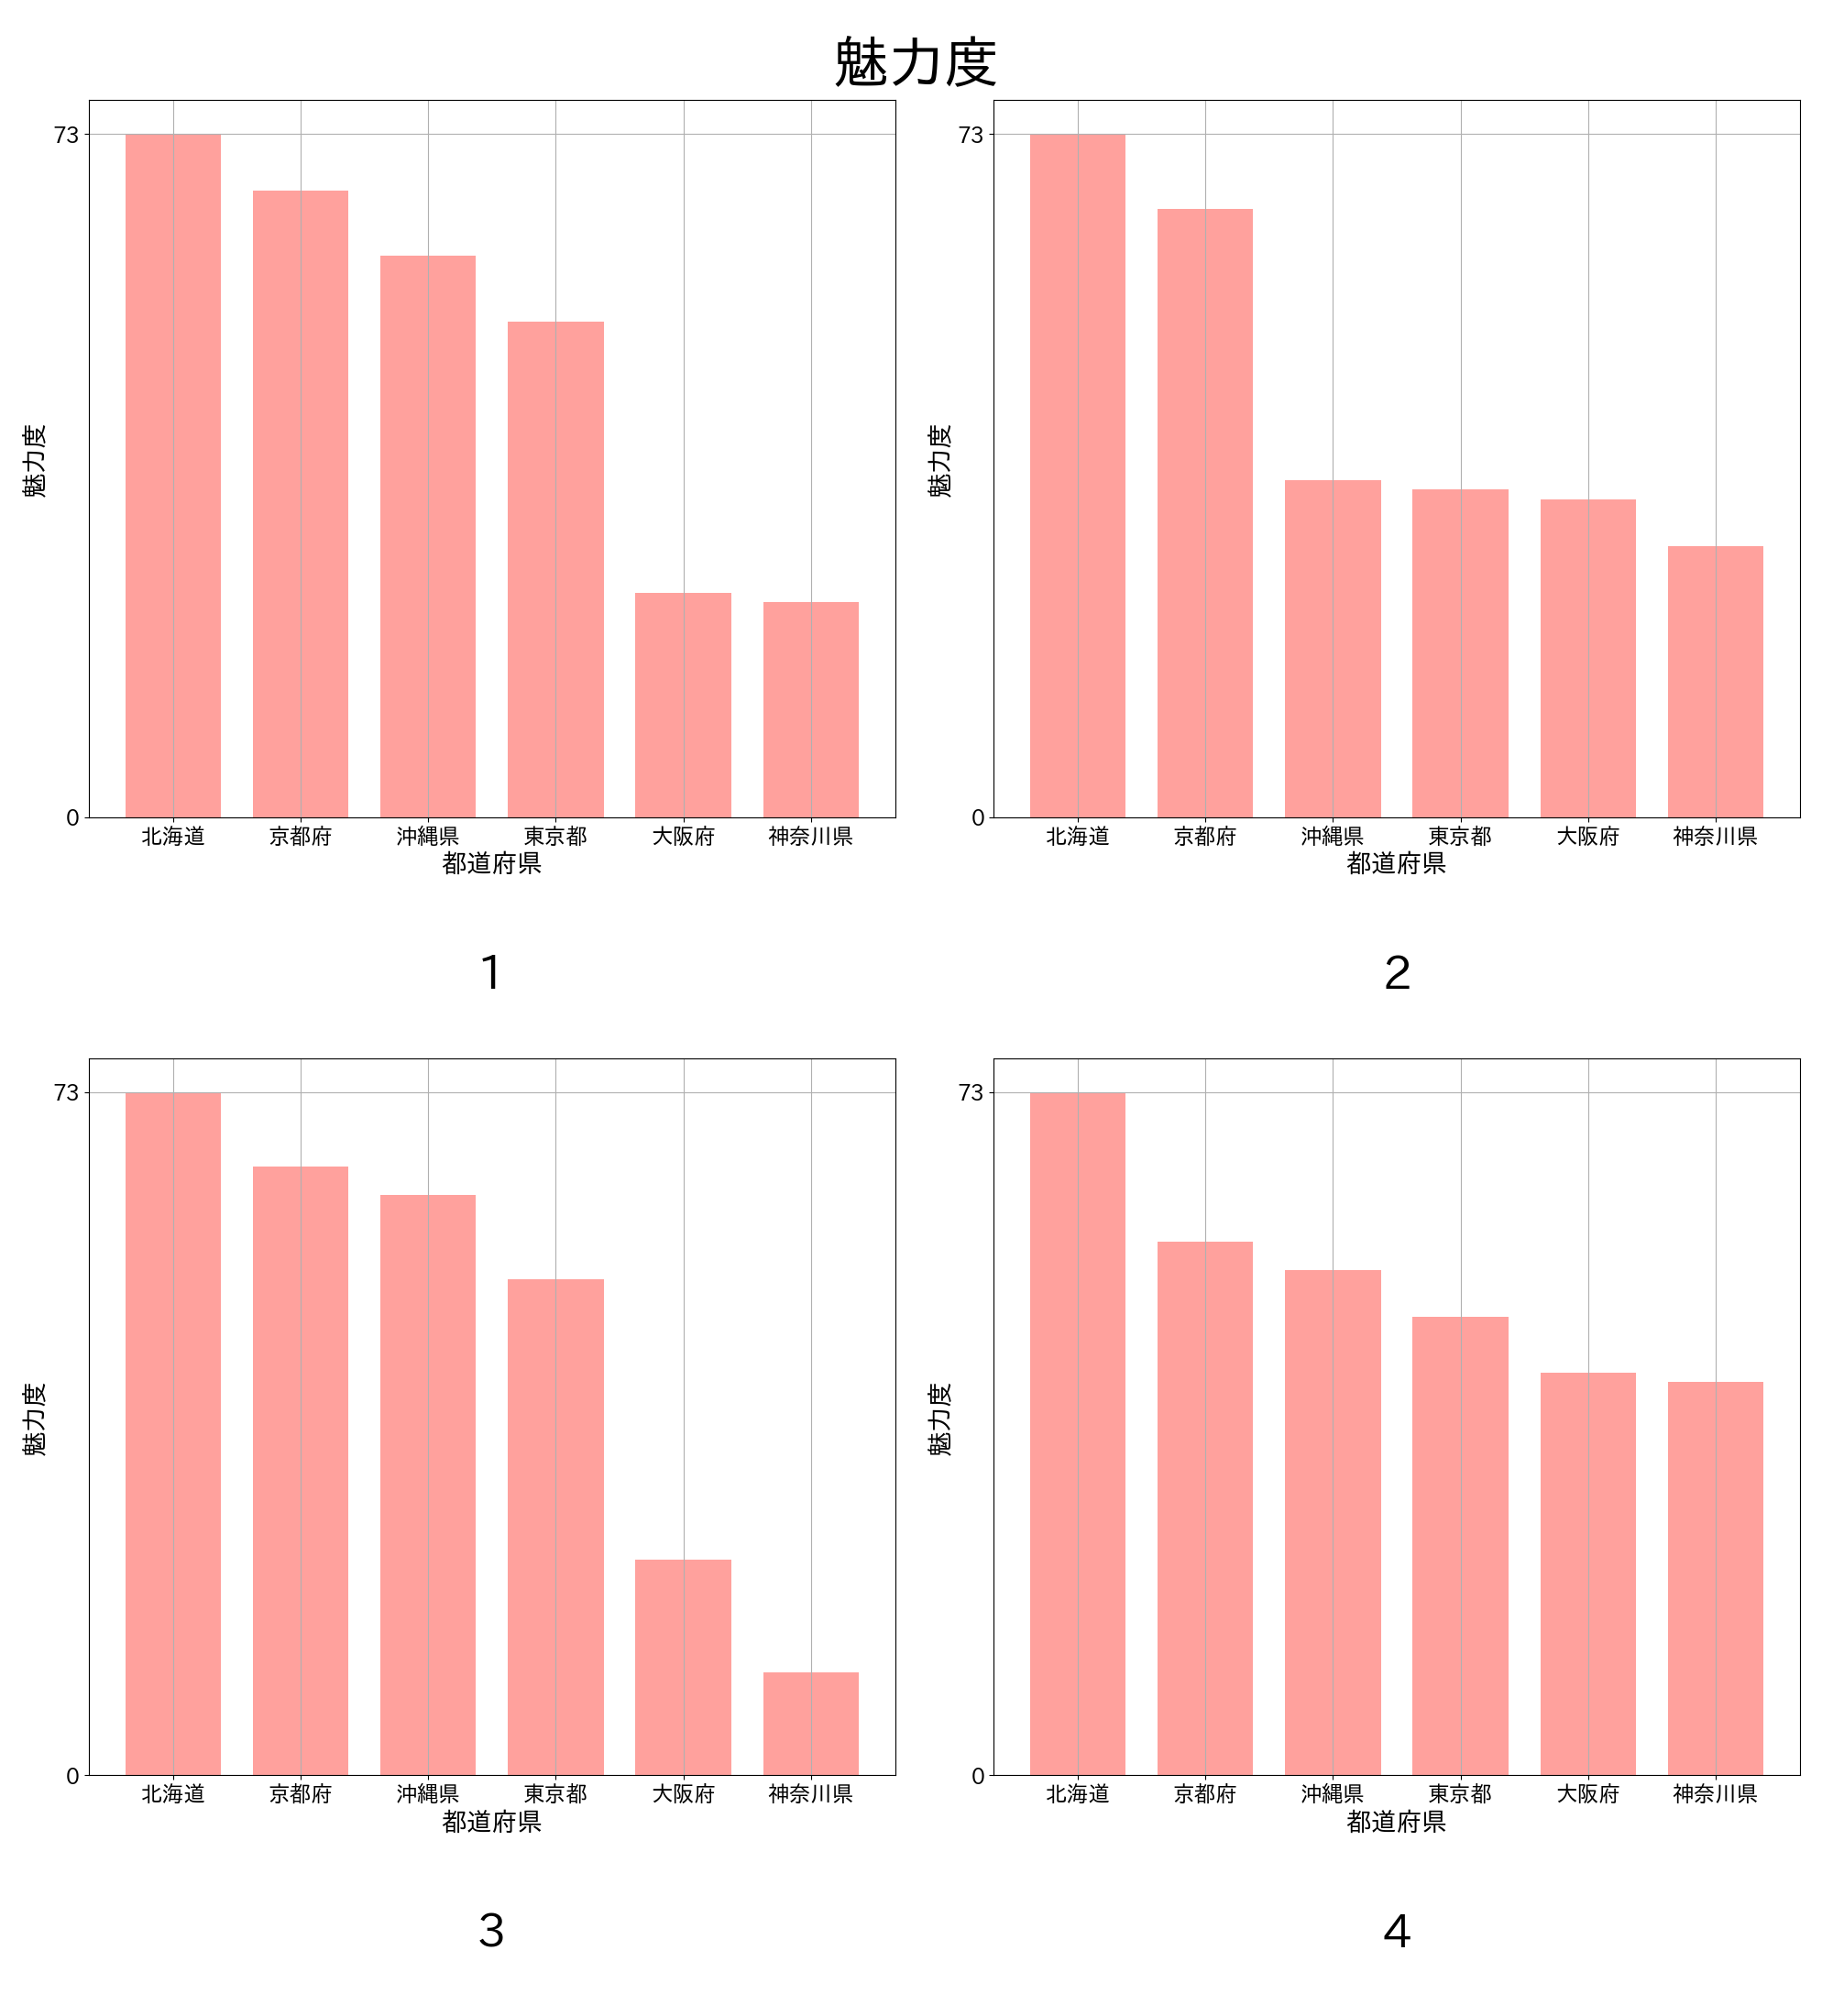 魅力度
73
0
魅力度
北海道 京都府 沖縄県 東京都 大阪府 神奈川県
都道府県
1
73
0
魅力度
北海道 京都府 沖縄県 東京都 大阪府 神奈川県
都道府県
2
73
0
魅力度
北海道 京都府 沖縄県 東京都 大阪府 神奈川県
都道府県
3
73
0
魅力度
北海道 京都府 沖縄県 東京都 大阪府 神奈川県
都道府県
4